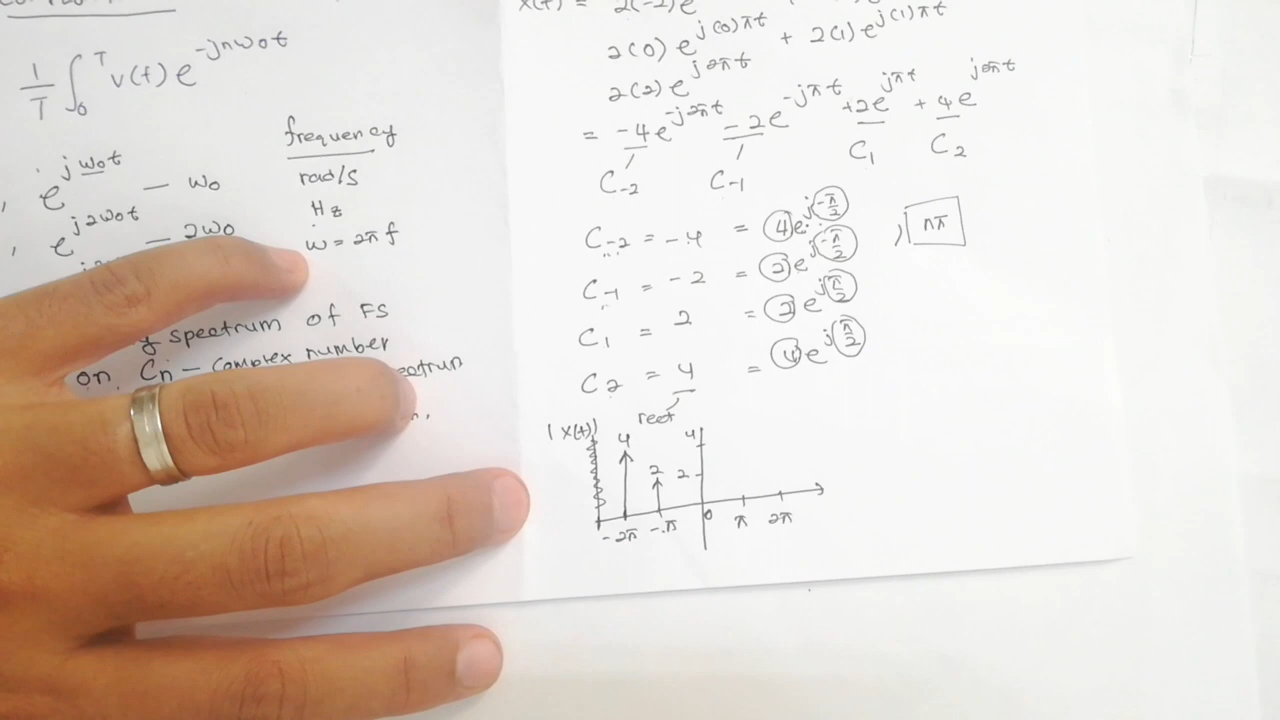 1/T ∫₀ᵀ v(t) e^{-jnω₀t}
frequency
rad/s
Hz
ω = 2πf
, e^{jω₀t} — ω₀
, e^{j2ω₀t} — 2ω₀
spectrum of FS
on, Cn — Complex number
x(t) = 2(-2)e
2(0)e^{j(0)πt} + 2(1)e^{j(1)πt}
2(2)e^{j2πt}
= -4e^{-j2πt} - 2e^{-jπt} + 2e^{jπt} + 4e^{j2πt}
C₋₂ C₋₁ C₁ C₂
C₋₂ = -4 = 4e^{j(-π/2)} , nπ
C₋₁ = -2 = 2e^{j(-π/2)}
C₁ = 2 = 2e^{j(π/2)}
C₂ = 4 = 4e^{j(π/2)}
|x(t)|
4 4
2 2
-2π -π 0 π 2π